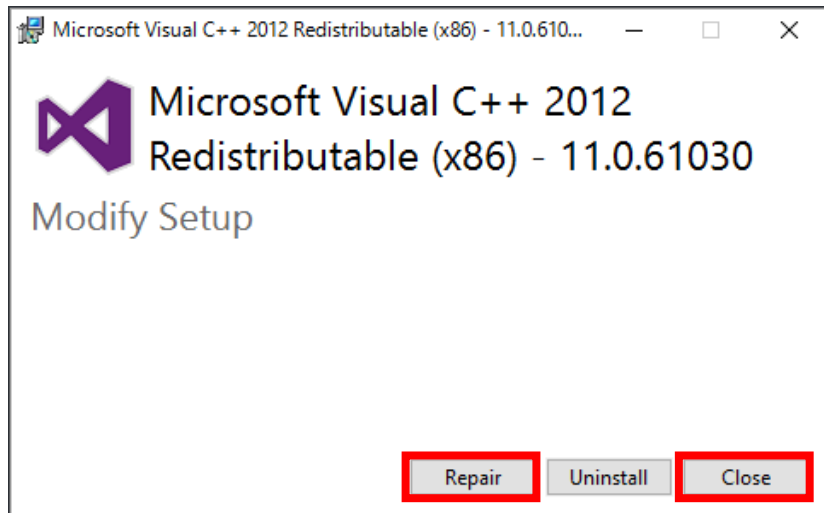 Microsoft Visual C++ 2012 Redistributable (x86) - 11.0.610...
Microsoft Visual C++ 2012
Redistributable (x86) - 11.0.61030
Modify Setup
Repair Uninstall Close